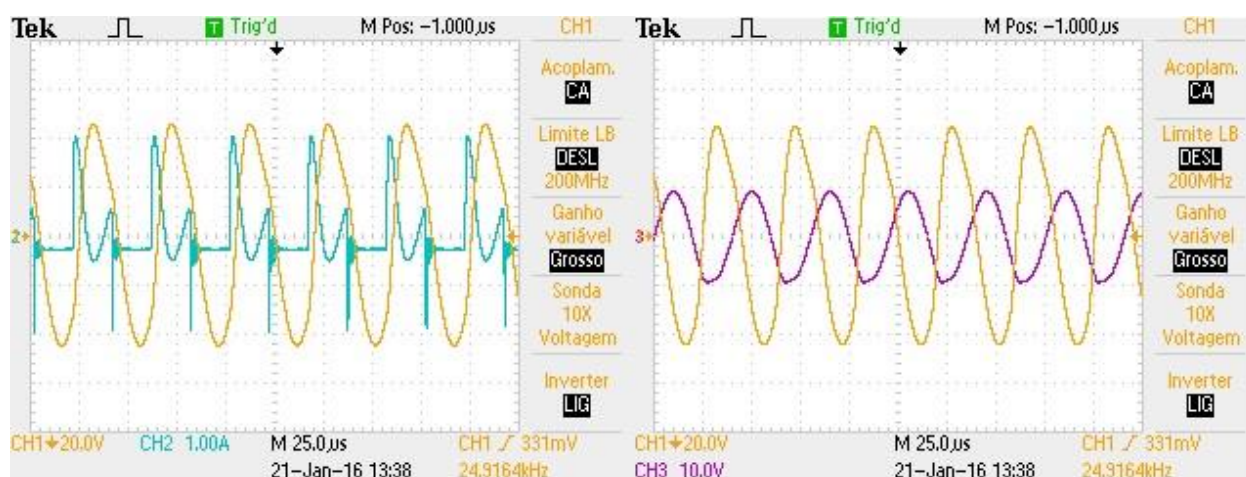 Tek Trig'd M Pos: -1.000µs CH1
Acoplam.
CA
Limite LB
DESL
200MHz
Ganho
variável
Grosso
Sonda
10X
Voltagem
Inverter
LIG
2
CH1 20.0V CH2 1.00A M 25.0µs CH1 331mV
21-Jan-16 13:38 24.9164kHz
Tek Trig'd M Pos: -1.000µs CH1
Acoplam.
CA
Limite LB
DESL
200MHz
Ganho
variável
Grosso
Sonda
10X
Voltagem
Inverter
LIG
3
CH1 20.0V M 25.0µs CH1 331mV
CH3 10.0V 21-Jan-16 13:38 24.9164kHz